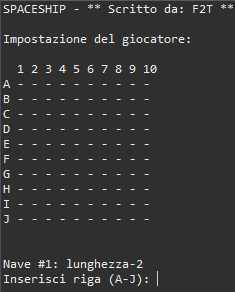 SPACESHIP - ** Scritto da: F2T **
Impostazione del giocatore:
1 2 3 4 5 6 7 8 9 10
A - - - - - - - - - -
B - - - - - - - - - -
C - - - - - - - - - -
D - - - - - - - - - -
E - - - - - - - - - -
F - - - - - - - - - -
G - - - - - - - - - -
H - - - - - - - - - -
I - - - - - - - - - -
J - - - - - - - - - -
Nave #1: lunghezza-2
Inserisci riga (A-J):